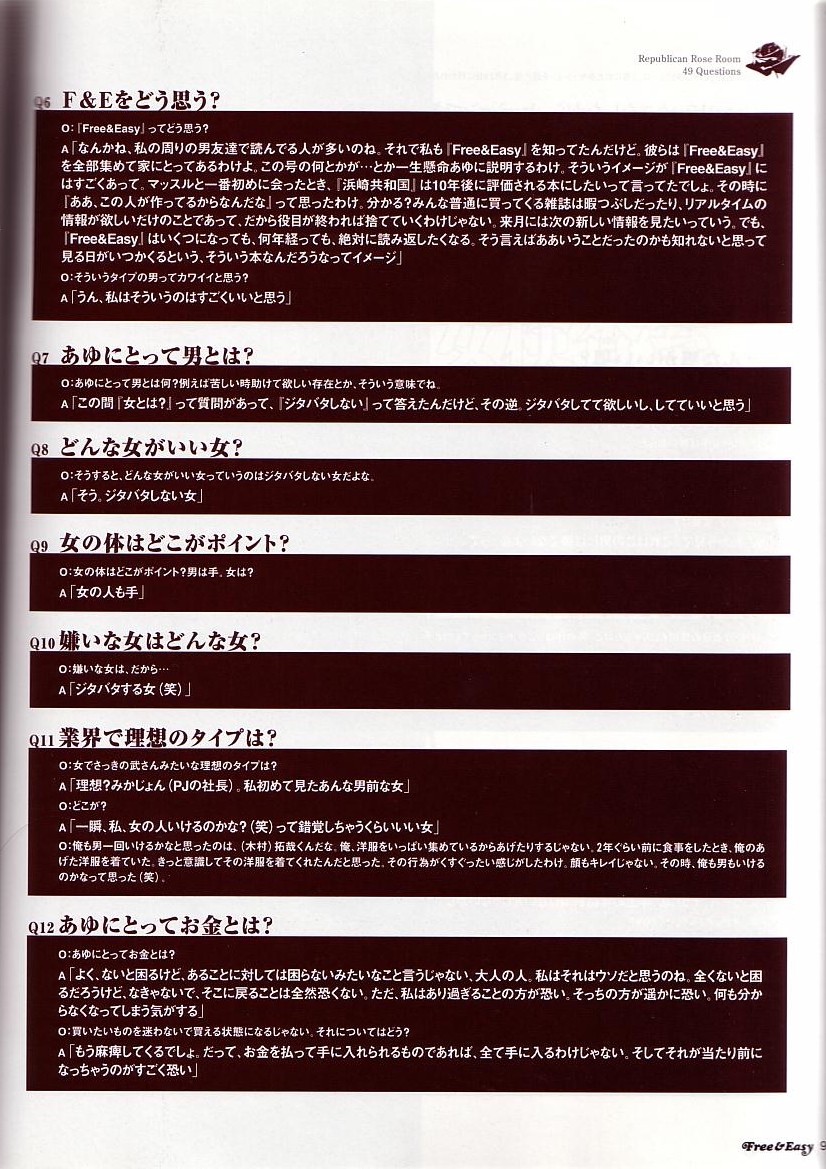 Republican Rose Room
49 Questions
Q6 F&Eをどう思う?
O:『Free&Easy』ってどう思う?
A「なんかね、私の周りの男友達で読んでる人が多いのね。それで私も『Free&Easy』を知ってたんだけど。彼らは『Free&Easy』
を全部集めて家にとってあるわけよ。この号の何とかが…とか一生懸命あゆに説明するわけ。そういうイメージが『Free&Easy』に
はすごくあって。マッスルと一番初めに会ったとき、『浜崎共和国』は10年後に評価される本にしたいって言ってたでしょ。その時に
『ああ、この人が作ってるからなんだな』って思ったわけ。分かる?みんな普通に買ってくる雑誌は暇つぶしだったり、リアルタイムの
情報が欲しいだけのことであって、だから役目が終われば捨てていくわけじゃない。来月には次の新しい情報を見たいっていう。でも、
『Free&Easy』はいくつになっても、何年経っても、絶対に読み返したくなる。そう言えばああいうことだったのかも知れないと思って
見る日がいつかくるという、そういう本なんだろうなってイメージ」
O:そういうタイプの男ってカワイイと思う?
A「うん、私はそういうのはすごくいいと思う」
Q7 あゆにとって男とは?
O:あゆにとって男とは何?例えば苦しい時助けて欲しい存在とか、そういう意味でね。
A「この間『女とは?』って質問があって、『ジタバタしない』って答えたんだけど、その逆。ジタバタしてて欲しいし、してていいと思う」
Q8 どんな女がいい女?
O:そうすると、どんな女がいい女っていうのはジタバタしない女だよな。
A「そう。ジタバタしない女」
Q9 女の体はどこがポイント?
O:女の体はどこがポイント?男は手。女は?
A「女の人も手」
Q10 嫌いな女はどんな女?
O:嫌いな女は、だから…
A「ジタバタする女(笑)」
Q11 業界で理想のタイプは?
O:女でさっきの武さんみたいな理想のタイプは?
A「理想?みかじょん(PJの社長)。私初めて見たあんな男前な女」
O:どこが?
A「一瞬、私、女の人いけるのかな?(笑)って錯覚しちゃうくらいいい女」
O:俺も男一回いけるかなと思ったのは、(木村)拓哉くんだな。俺、洋服をいっぱい集めているからあげたりするじゃない。2年ぐらい前に食事をしたとき、俺のあ
げた洋服を着ていた。きっと意識してその洋服を着てくれたんだと思った。その行為がくすぐったい感じがしたわけ。顔もキレイじゃない。その時、俺も男もいける
のかなって思った(笑)。
Q12 あゆにとってお金とは?
O:あゆにとってお金とは?
A「よく、ないと困るけど、あることに対しては困らないみたいなこと言うじゃない、大人の人。私はそれはウソだと思うのね。全くないと困
るだろうけど、なきゃないで、そこに戻ることは全然恐くない。ただ、私はあり過ぎることの方が恐い。そっちの方が遥かに恐い。何も分か
らなくなってしまう気がする」
O:買いたいものを迷わないで買える状態になるじゃない。それについてはどう?
A「もう麻痺してくるでしょ。だって、お金を払って手に入れられるものであれば、全て手に入るわけじゃない。そしてそれが当たり前に
なっちゃうのがすごく恐い」
Free&Easy 9